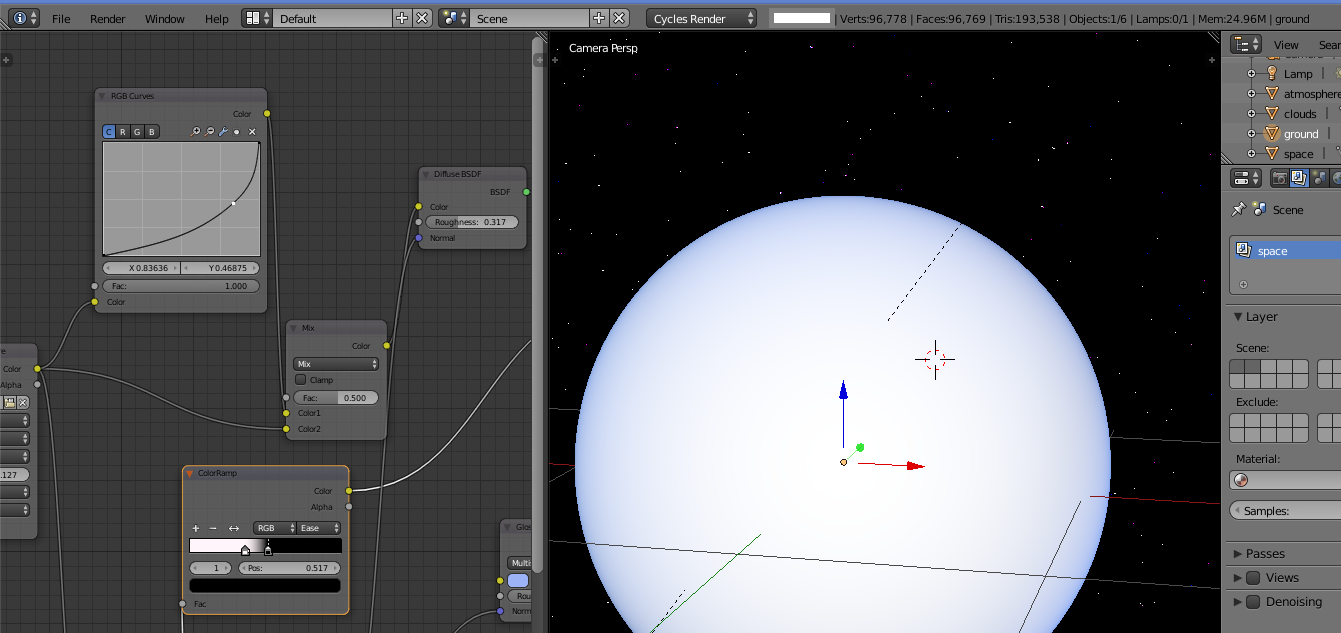 File Render Window Help Default Scene Cycles Render Verts:96,778 | Faces:96,769 | Tris:193,538 | Objects:1/6 | Lamps:0/1 | Mem:24.96M | ground
Camera Persp
View
Lamp
atmosphere
clouds
ground
space
Scene
space
Layer
Scene:
Exclude:
Material:
Samples:
Passes
Views
Denoising
RGB Curves
Color
C R G B
X 0.83636 Y 0.46875
Fac: 1.000
Color
Diffuse BSDF
BSDF
Color
Roughness: 0.317
Normal
Mix
Color
Mix
Clamp
Fac: 0.500
Color1
Color2
Color
Alpha
.127
ColorRamp
Color
Alpha
RGB Ease
1 Pos: 0.517
Fac
Glos
Multi
Rou
Norm